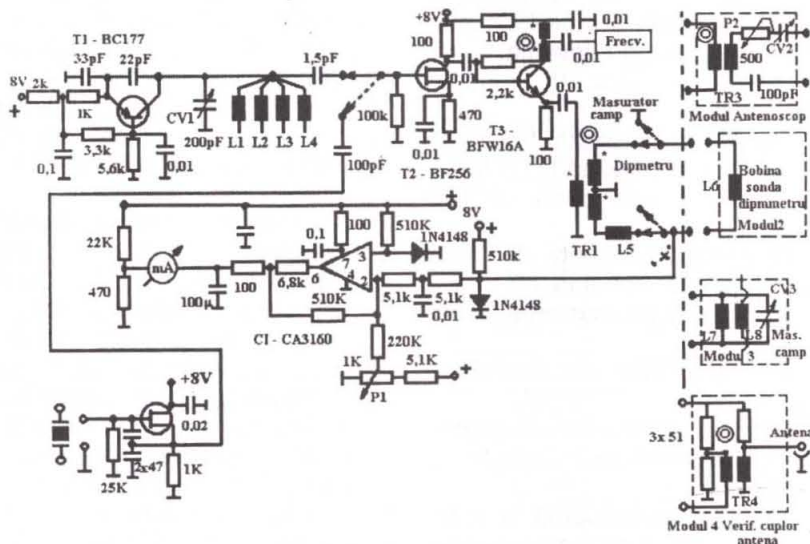 T1 - BC177
33pF
22pF
8V
2k
1K
3,3k
5,6k
0,1
0,01
CV1
200pF
L1 L2 L3 L4
1,5pF
100pF
100k
+8V
100
100
0,01
0,01
Frecv.
0,01
2,2k
0,01
470
0,01
T2 - BF256
T3 -
BFW16A
100
Masurator
camp
Dipmetru
TR1
L5
P2
500
CV2
TR3
100pF
Modul Antenoscop
L6
Bobina
sonda
dipmmetru
Modul2
22K
470
mA
100µ
100
6,8k
0,1
100
510K
1N4148
7
3
6
4
2
510K
CI - CA3160
5,1k
5,1k
0,01
8V
510k
1N4148
220K
1K
5,1K
P1
CV3
L7
L8
Modul 3
Mas.
camp
+8V
0,02
2x47
25K
1K
3x 51
Antena
TR4
Modul 4 Verif. cuplor
antena